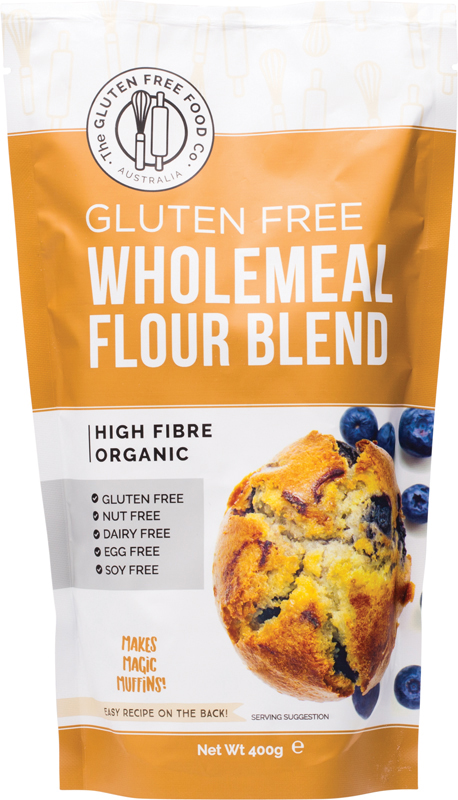 The GLUTEN FREE FOOD Co.
AUSTRALIA
GLUTEN FREE
WHOLEMEAL
FLOUR BLEND
HIGH FIBRE
ORGANIC
GLUTEN FREE
NUT FREE
DAIRY FREE
EGG FREE
SOY FREE
MAKES
MAGIC
MUFFINS!
EASY RECIPE ON THE BACK!
SERVING SUGGESTION
Net Wt 400g ℮